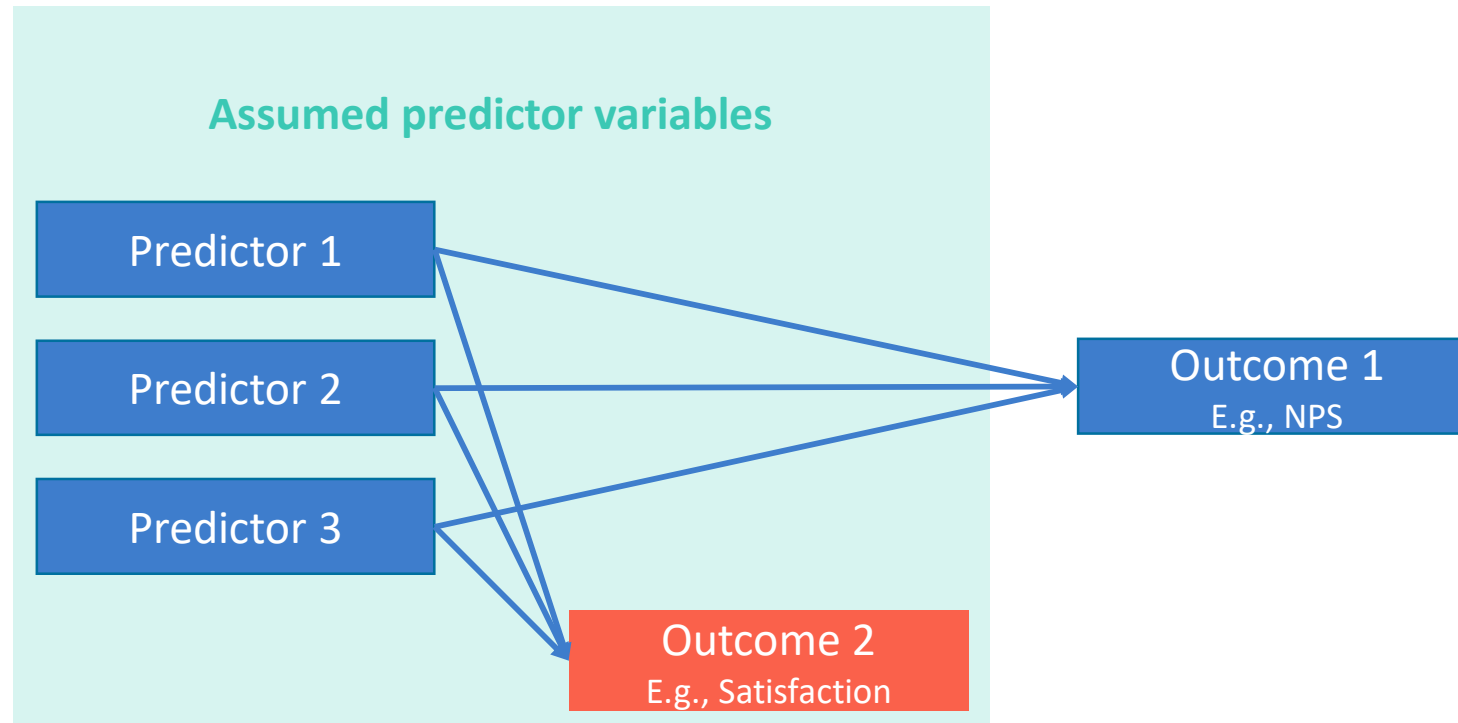 Assumed predictor variables
Predictor 1
Predictor 2
Predictor 3
Outcome 1
E.g., NPS
Outcome 2
E.g., Satisfaction